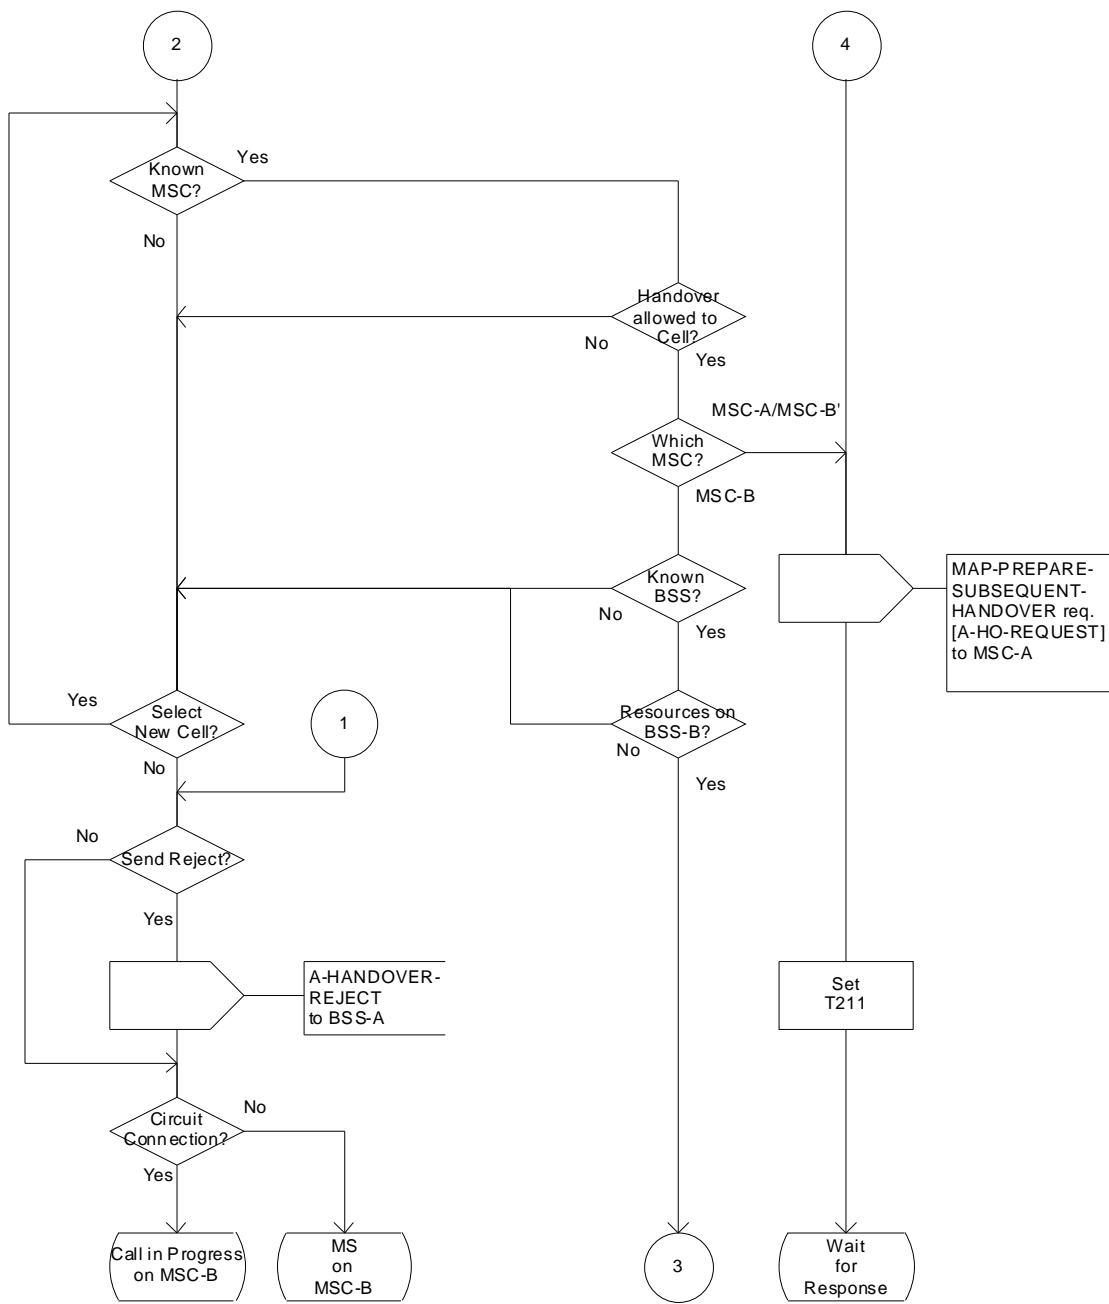 2
4
Known
MSC?
Yes
No
Handover
allowed to
Cell?
No
Yes
MSC-A/MSC-B'
Which
MSC?
MSC-B
Known
BSS?
No
Yes
MAP-PREPARE-
SUBSEQUENT-
HANDOVER req.
[A-HO-REQUEST]
to MSC-A
Yes
Select
New Cell?
No
1
Resources on
BSS-B?
No
Yes
No
Send Reject?
Yes
A-HANDOVER-
REJECT
to BSS-A
Set
T211
Circuit
Connection?
No
Yes
Call in Progress
on MSC-B
MS
on
MSC-B
3
Wait
for
Response